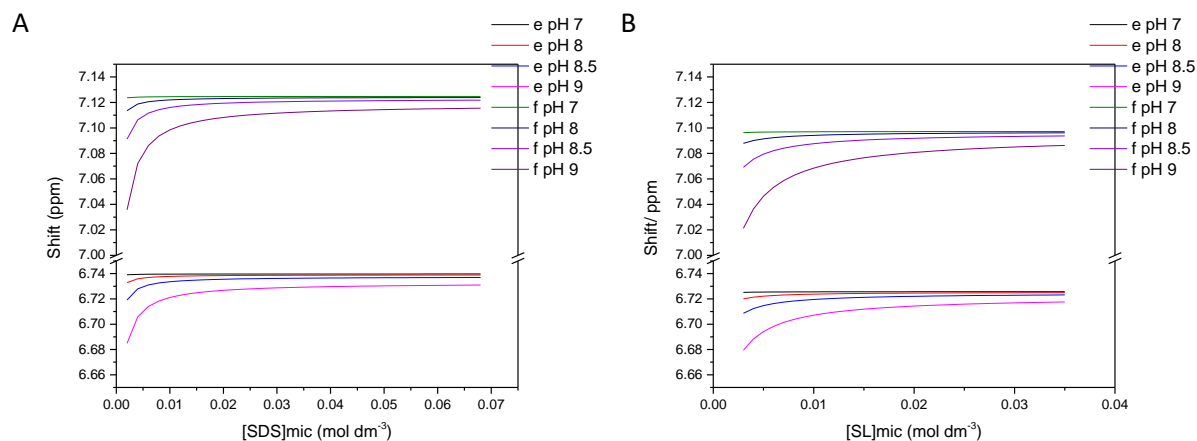 A
e pH 7
e pH 8
e pH 8.5
e pH 9
f pH 7
f pH 8
f pH 8.5
f pH 9
7.14
7.12
7.10
7.08
7.06
7.04
7.02
7.00
6.74
6.72
6.70
6.68
6.66
Shift (ppm)
0.00 0.01 0.02 0.03 0.04 0.05 0.06 0.07
[SDS]mic (mol dm-3)
B
e pH 7
e pH 8
e pH 8.5
e pH 9
f pH 7
f pH 8
f pH 8.5
f pH 9
7.14
7.12
7.10
7.08
7.06
7.04
7.02
7.00
6.74
6.72
6.70
6.68
6.66
Shift/ ppm
0.00 0.01 0.02 0.03 0.04
[SL]mic (mol dm-3)